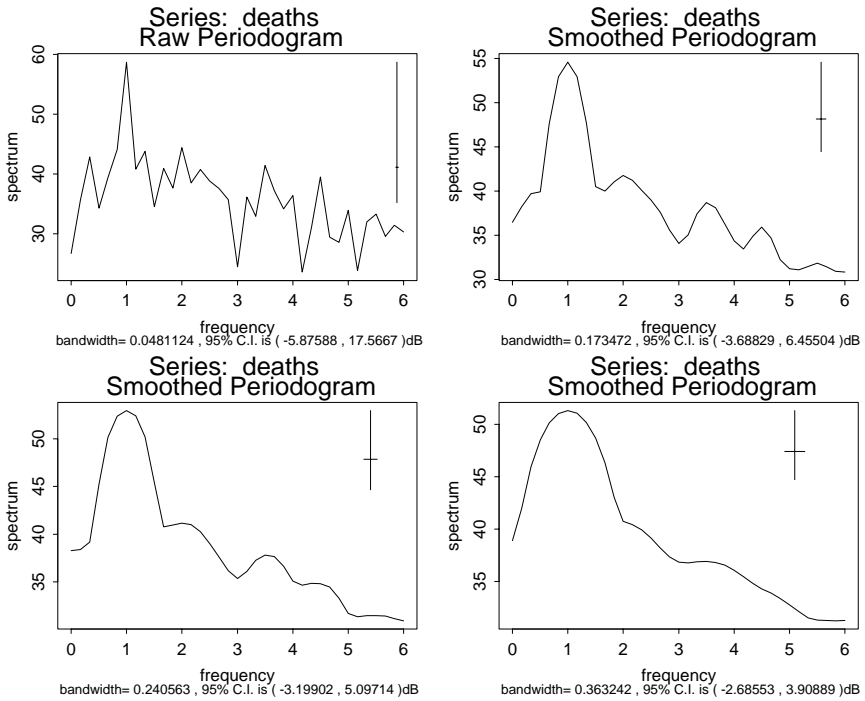 Series: deaths
Raw Periodogram
60
50
40
30
spectrum
0 1 2 3 4 5 6
frequency
bandwidth= 0.0481124 , 95% C.I. is ( -5.87588 , 17.5667 )dB
Series: deaths
Smoothed Periodogram
55
50
45
40
35
30
spectrum
0 1 2 3 4 5 6
frequency
bandwidth= 0.173472 , 95% C.I. is ( -3.68829 , 6.45504 )dB
Series: deaths
Smoothed Periodogram
50
45
40
35
spectrum
0 1 2 3 4 5 6
frequency
bandwidth= 0.240563 , 95% C.I. is ( -3.19902 , 5.09714 )dB
Series: deaths
Smoothed Periodogram
50
45
40
35
spectrum
0 1 2 3 4 5 6
frequency
bandwidth= 0.363242 , 95% C.I. is ( -2.68553 , 3.90889 )dB